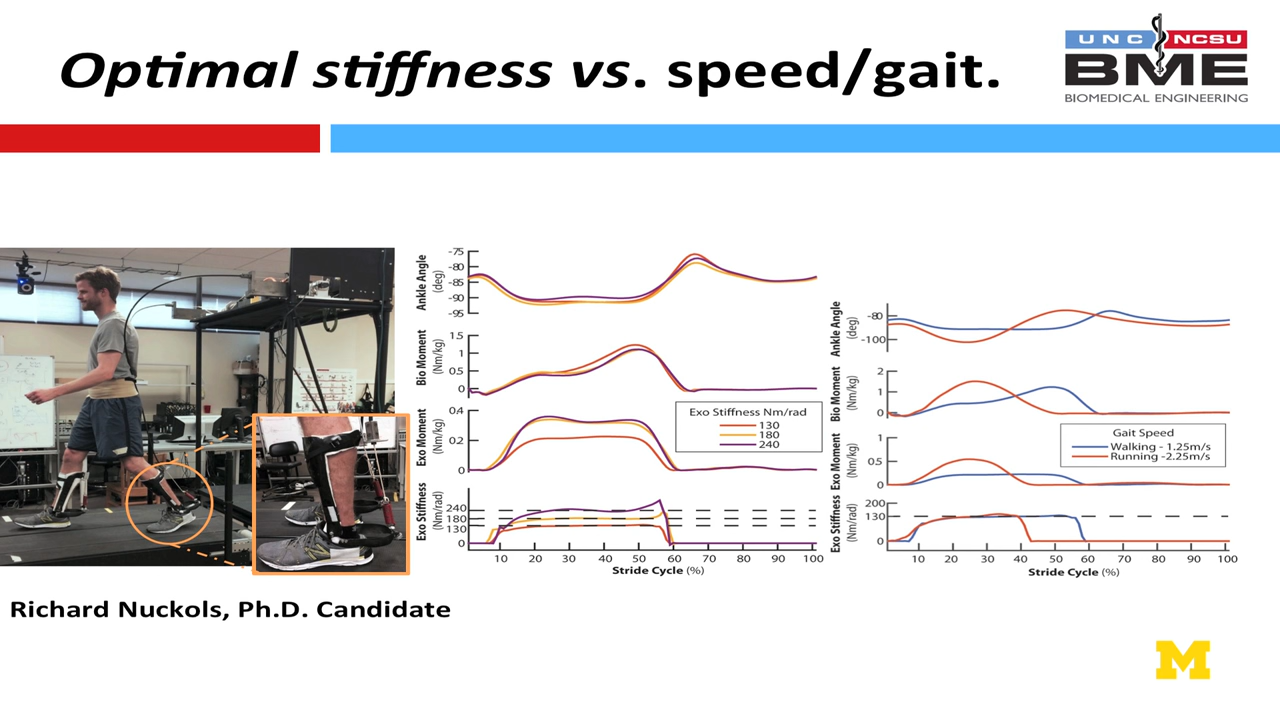 Optimal stiffness vs. speed/gait.
UNC NCSU
BME
BIOMEDICAL ENGINEERING
Ankle Angle
(deg)
-75
-80
-85
-90
-95
Bio Moment
(Nm/kg)
1.5
1
0.5
0
Exo Moment
(Nm/kg)
0.4
0.2
0
Exo Stiffness
(Nm/rad)
240
180
130
0
10 20 30 40 50 60 70 80 90 100
Stride Cycle (%)
Exo Stiffness Nm/rad
130
180
240
Ankle Angle
(deg)
-80
-100
Bio Moment
(Nm/kg)
2
1
0
Exo Moment
(Nm/kg)
1
0.5
0
Exo Stiffness
(Nm/rad)
200
130
0
10 20 30 40 50 60 70 80 90 100
Stride Cycle (%)
Gait Speed
Walking - 1.25m/s
Running -2.25m/s
Richard Nuckols, Ph.D. Candidate
M